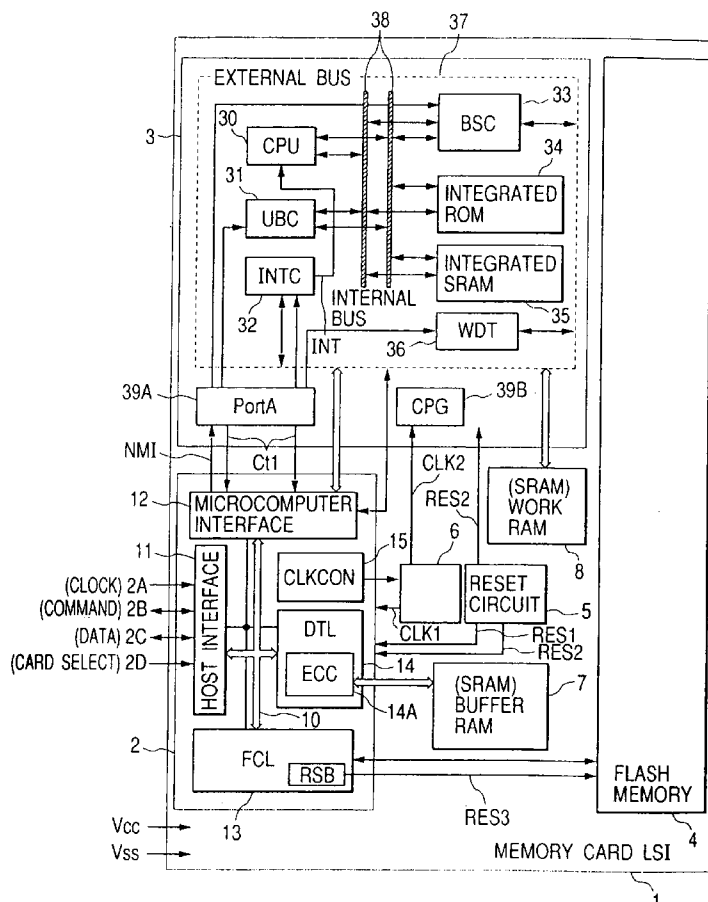 38
37
EXTERNAL BUS
33
30
BSC
3
CPU
34
31
INTEGRATED
ROM
UBC
INTC
INTEGRATED
SRAM
INTERNAL
BUS
32
35
WDT
INT
36
39A
39B
PortA
CPG
NMI
Ct1
CLK2
12
MICROCOMPUTER
INTERFACE
RES2
(SRAM)
WORK
RAM
11
15
6
8
(CLOCK) 2A
HOST INTERFACE
CLKCON
RESET
CIRCUIT
(COMMAND) 2B
5
(DATA) 2C
DTL
CLK1
RES1
RES2
(CARD SELECT) 2D
14
7
ECC
(SRAM)
BUFFER
RAM
14A
10
2
FCL
RSB
FLASH
MEMORY
RES3
Vcc
13
4
Vss
MEMORY CARD LSI
1